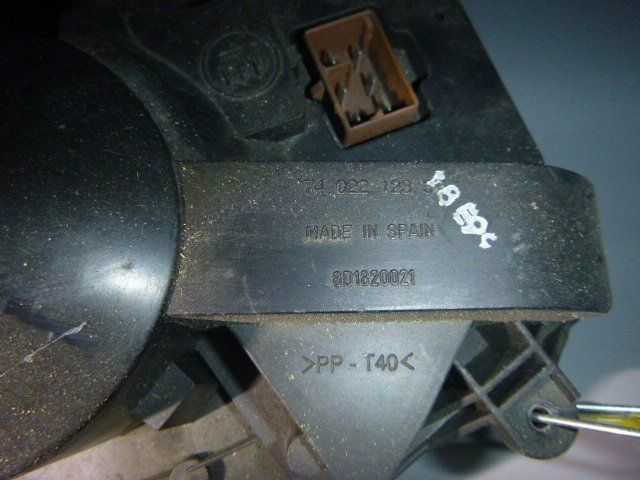 74 022 123
MADE IN SPAIN
8D1820021
>PP - T40<